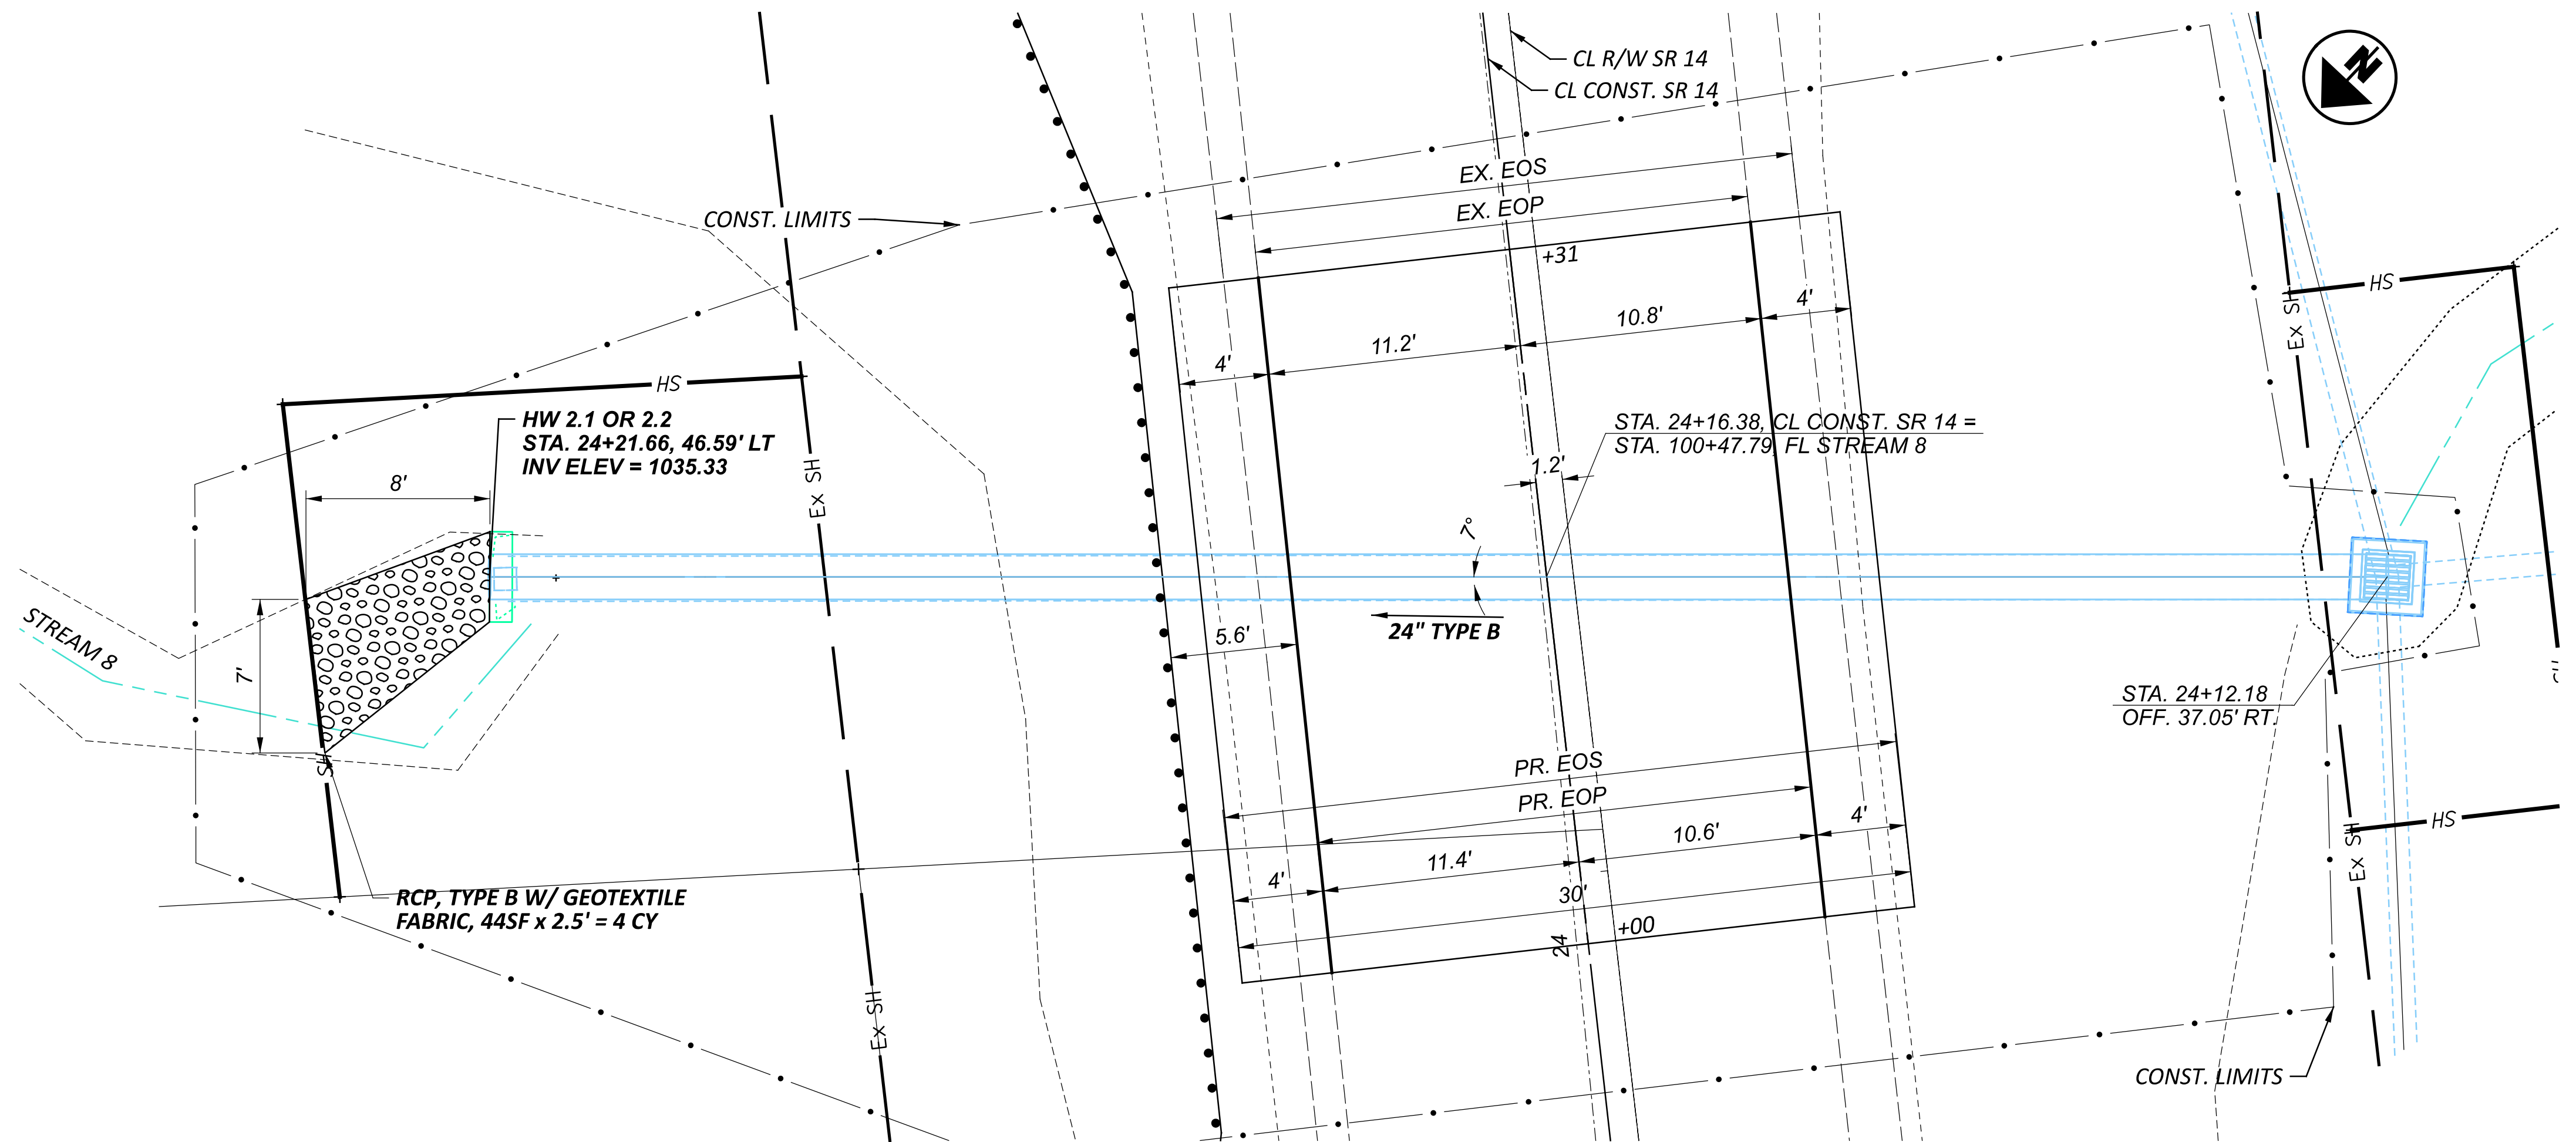 CL R/W SR 14
CL CONST. SR 14
N
EX. EOS
EX. EOP
CONST. LIMITS
+31
HS
4'
10.8'
11.2'
4'
Ex SH
HS
HW 2.1 OR 2.2
STA. 24+21.66, 46.59' LT
INV ELEV = 1035.33
STA. 24+16.38, CL CONST. SR 14 =
STA. 100+47.79, FL STREAM 8
1.2'
Ex SH
8'
7°
24" TYPE B
5.6'
STREAM 8
7'
STA. 24+12.18
OFF. 37.05' RT.
SH
PR. EOS
PR. EOP
4'
10.6'
11.4'
4'
30'
HS
Ex SH
RCP, TYPE B W/ GEOTEXTILE
FABRIC, 44SF x 2.5' = 4 CY
24
+00
Ex SH
CONST. LIMITS